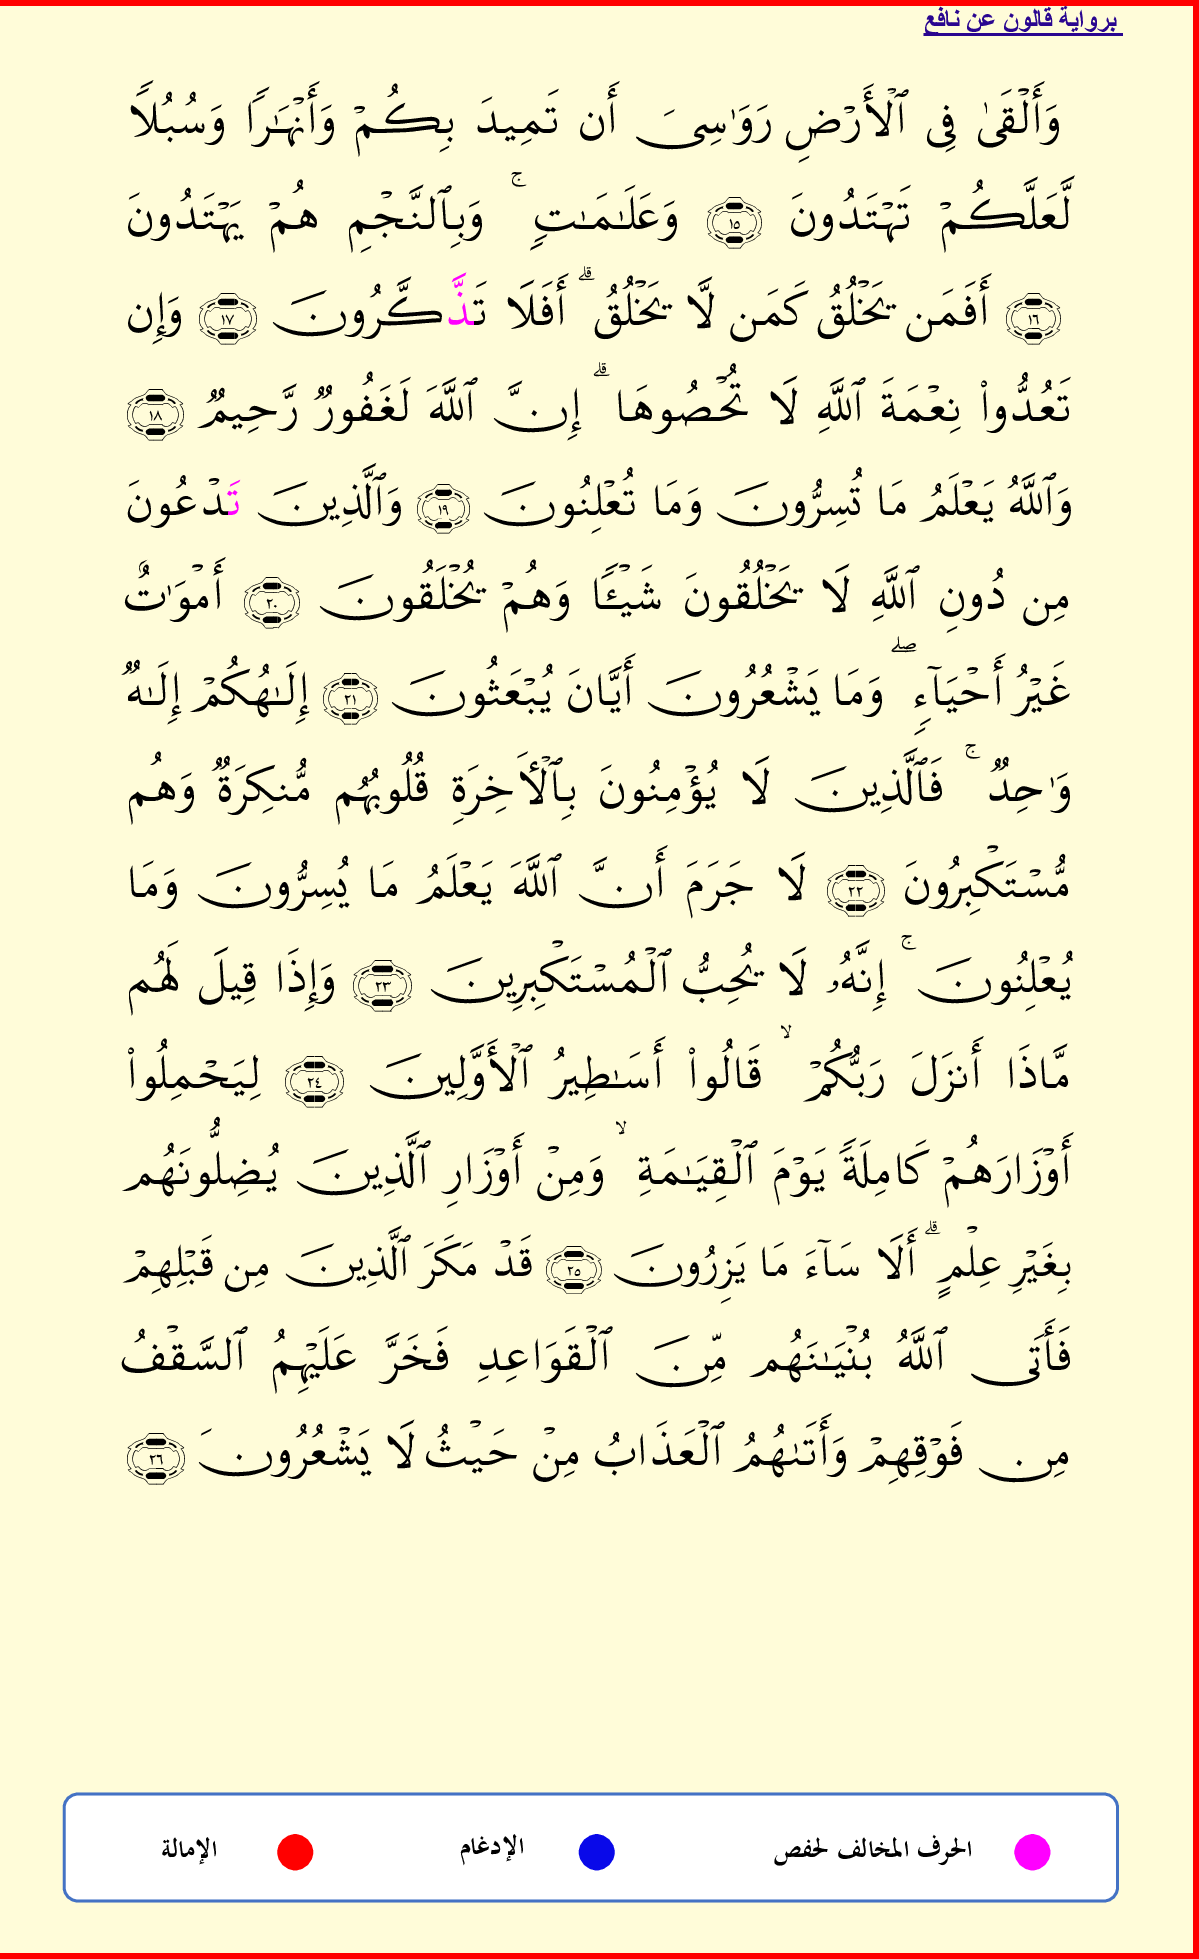 برواية قالون عن نافع
وَأَلْقَىٰ فِى ٱلْأَرْضِ رَوَٰسِىَ أَن تَمِيدَ بِكُمْ وَأَنْهَٰرًا وَسُبُلًا
لَّعَلَّكُمْ تَهْتَدُونَ ١٥ وَعَلَٰمَٰتٍ ۚ وَبِٱلنَّجْمِ هُمْ يَهْتَدُونَ
١٦ أَفَمَن يَخْلُقُ كَمَن لَّا يَخْلُقُ ۗ أَفَلَا تَذَّكَّرُونَ ١٧ وَإِن
تَعُدُّوا۟ نِعْمَةَ ٱللَّهِ لَا تُحْصُوهَا ۗ إِنَّ ٱللَّهَ لَغَفُورٌ رَّحِيمٌ ١٨
وَٱللَّهُ يَعْلَمُ مَا تُسِرُّونَ وَمَا تُعْلِنُونَ ١٩ وَٱلَّذِينَ تَدْعُونَ
مِن دُونِ ٱللَّهِ لَا يَخْلُقُونَ شَيْـًٔا وَهُمْ يُخْلَقُونَ ٢٠ أَمْوَٰتٌ
غَيْرُ أَحْيَآءٍ ۖ وَمَا يَشْعُرُونَ أَيَّانَ يُبْعَثُونَ ٢١ إِلَٰهُكُمْ إِلَٰهٌ
وَٰحِدٌ ۚ فَٱلَّذِينَ لَا يُؤْمِنُونَ بِٱلْأَخِرَةِ قُلُوبُهُم مُّنكِرَةٌ وَهُم
مُّسْتَكْبِرُونَ ٢٢ لَا جَرَمَ أَنَّ ٱللَّهَ يَعْلَمُ مَا يُسِرُّونَ وَمَا
يُعْلِنُونَ ۚ إِنَّهُۥ لَا يُحِبُّ ٱلْمُسْتَكْبِرِينَ ٢٣ وَإِذَا قِيلَ لَهُم
مَّاذَا أَنزَلَ رَبُّكُمْ ۙ قَالُوا۟ أَسَٰطِيرُ ٱلْأَوَّلِينَ ٢٤ لِيَحْمِلُوا۟
أَوْزَارَهُمْ كَامِلَةً يَوْمَ ٱلْقِيَٰمَةِ ۙ وَمِنْ أَوْزَارِ ٱلَّذِينَ يُضِلُّونَهُم
بِغَيْرِ عِلْمٍ ۗ أَلَا سَآءَ مَا يَزِرُونَ ٢٥ قَدْ مَكَرَ ٱلَّذِينَ مِن قَبْلِهِمْ
فَأَتَى ٱللَّهُ بُنْيَٰنَهُم مِّنَ ٱلْقَوَاعِدِ فَخَرَّ عَلَيْهِمُ ٱلسَّقْفُ
مِن فَوْقِهِمْ وَأَتَىٰهُمُ ٱلْعَذَابُ مِنْ حَيْثُ لَا يَشْعُرُونَ ٢٦
الحرف المخالف لحفص الإدغام الإمالة